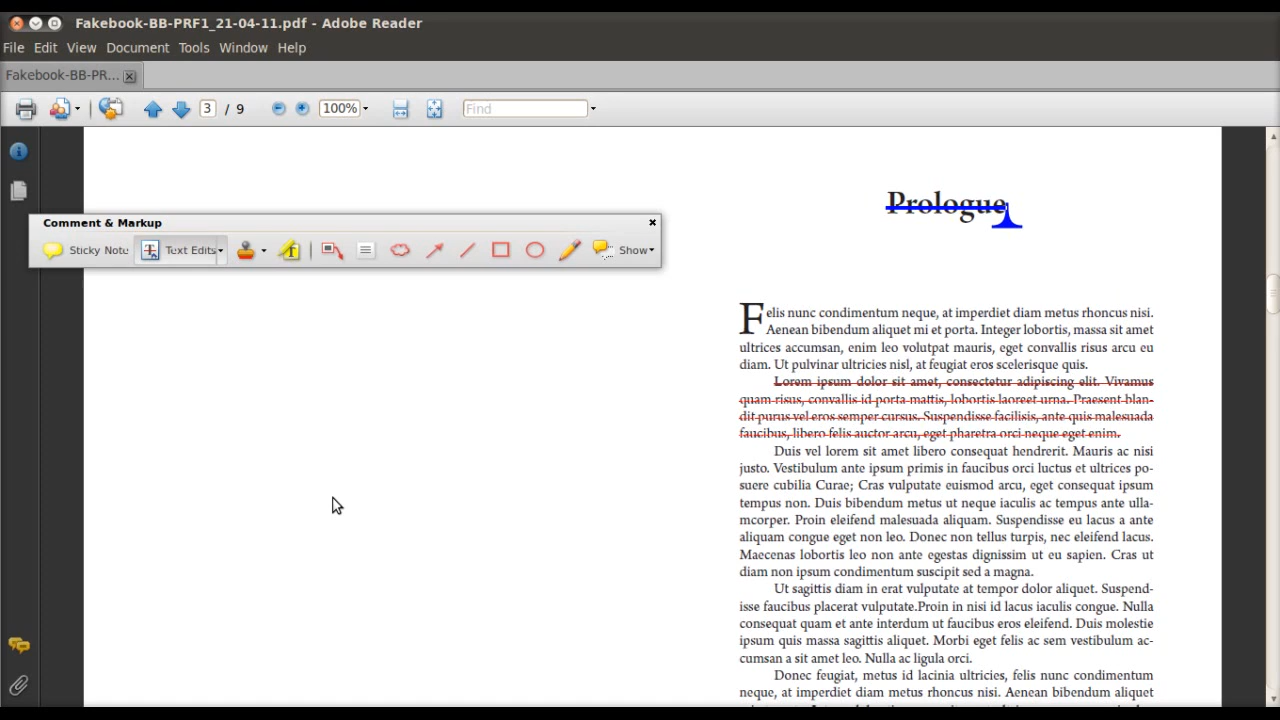 Fakebook-BB-PRF1_21-04-11.pdf - Adobe Reader
File Edit View Document Tools Window Help
Fakebook-BB-PR...
3 / 9 100% Find
Prologue
Comment & Markup
Sticky Note Text Edits Show
Felis nunc condimentum neque, at imperdiet diam metus rhoncus nisi.
Aenean bibendum aliquet mi et porta. Integer lobortis, massa sit amet
ultrices accumsan, enim leo volutpat mauris, eget convallis risus arcu eu
diam. Ut pulvinar ultricies nisl, at feugiat eros scelerisque quis.
Lorem ipsum dolor sit amet, consectetur adipiscing elit. Vivamus
quam risus, convallis id porta mattis, lobortis laoreet urna. Praesent blan-
dit purus vel eros semper cursus. Suspendisse facilisis, ante quis malesuada
faucibus, libero felis auctor arcu, eget pharetra orci neque eget enim.
Duis vel lorem sit amet libero consequat hendrerit. Mauris ac nisi
justo. Vestibulum ante ipsum primis in faucibus orci luctus et ultrices po-
suere cubilia Curae; Cras vulputate euismod arcu, eget consequat ipsum
tempus non. Duis bibendum metus ut neque iaculis ac tempus ante ulla-
mcorper. Proin eleifend malesuada aliquam. Suspendisse eu lacus a ante
aliquam congue eget non leo. Donec non tellus turpis, nec eleifend lacus.
Maecenas lobortis leo non ante egestas dignissim ut eu sapien. Cras ut
diam non ipsum condimentum suscipit sed a magna.
Ut sagittis diam in erat vulputate at tempor dolor aliquet. Suspend-
isse faucibus placerat vulputate.Proin in nisi id lacus iaculis congue. Nulla
consequat quam et ante interdum ut faucibus eros eleifend. Duis molestie
ipsum quis massa sagittis aliquet. Morbi eget felis ac sem vestibulum ac-
cumsan a sit amet leo. Nulla ac ligula orci.
Donec feugiat, metus id lacinia ultricies, felis nunc condimentum
neque, at imperdiet diam metus rhoncus nisi. Aenean bibendum aliquet